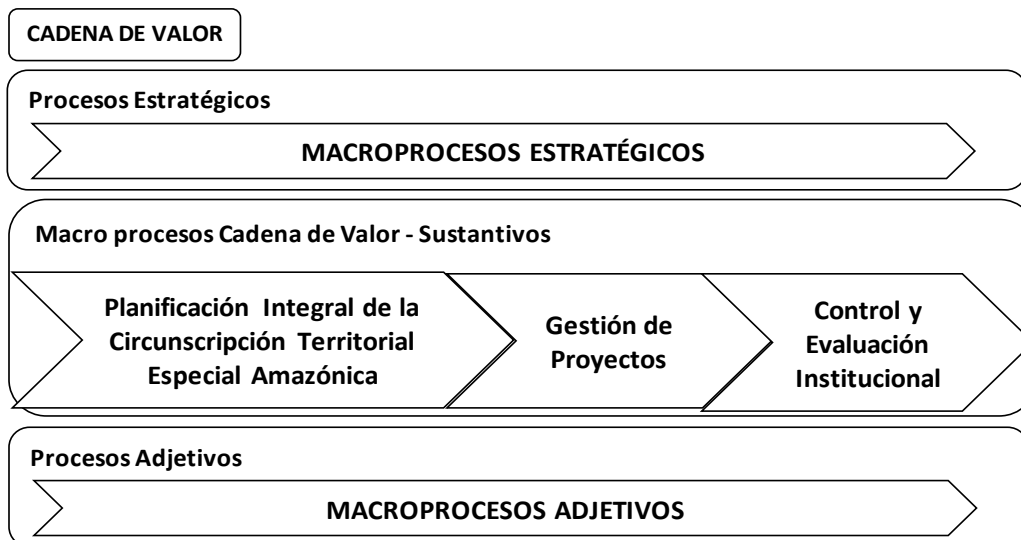 CADENA DE VALOR
Procesos Estratégicos
MACROPROCESOS ESTRATÉGICOS
Macro procesos Cadena de Valor - Sustantivos
Planificación Integral de la
Circunscripción Territorial
Especial Amazónica
Gestión de
Proyectos
Control y
Evaluación
Institucional
Procesos Adjetivos
MACROPROCESOS ADJETIVOS